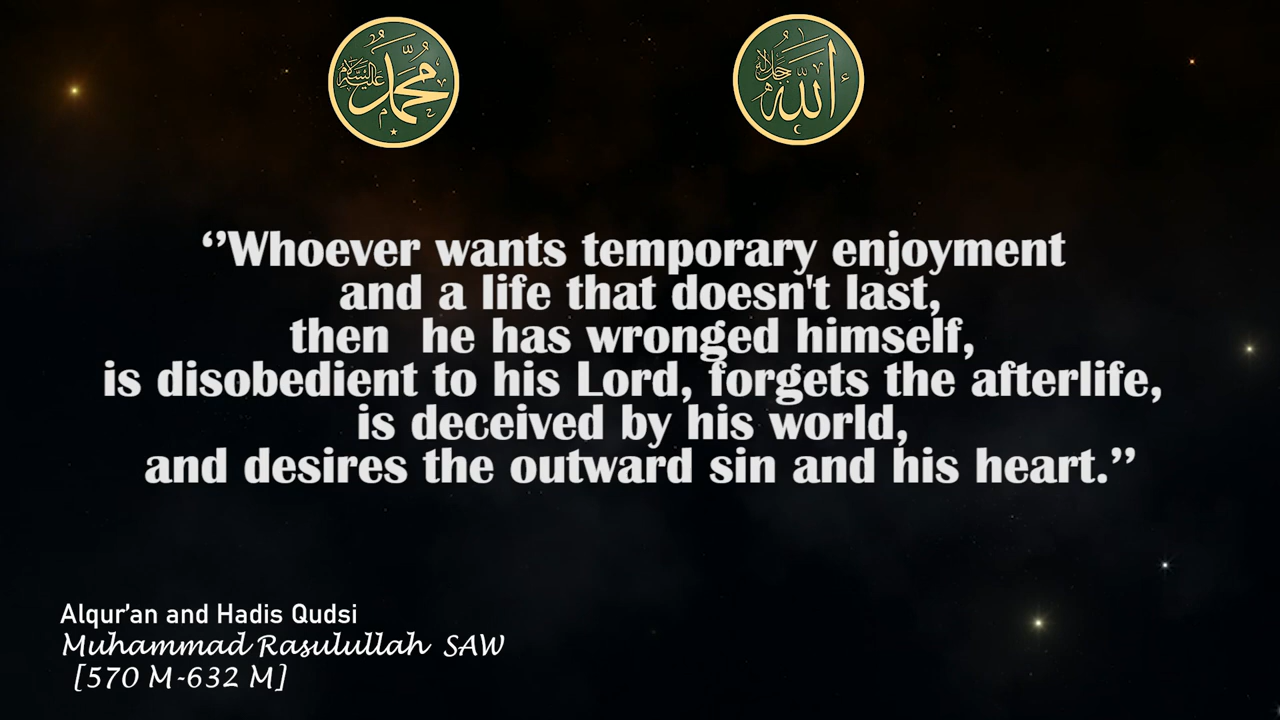 محمد عليه السلام
الله جل جلاله
‘’Whoever wants temporary enjoyment
and a life that doesn't last,
then he has wronged himself,
is disobedient to his Lord, forgets the afterlife,
is deceived by his world,
and desires the outward sin and his heart.’’
Alqur’an and Hadis Qudsi
Muhammad Rasulullah SAW
[570 M-632 M]